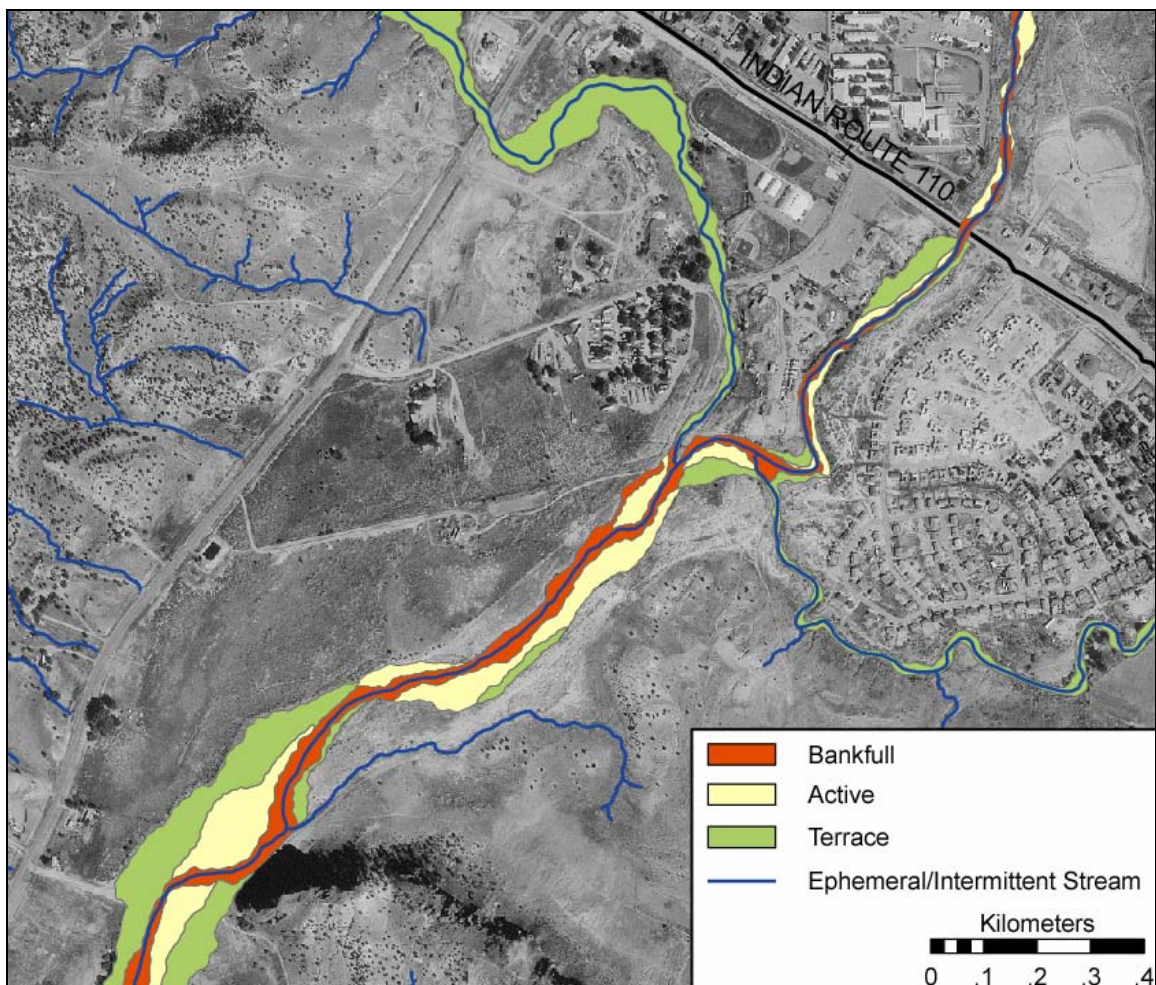 INDIAN ROUTE 110
Bankfull
Active
Terrace
Ephemeral/Intermittent Stream
Kilometers
0 .1 .2 .3 .4